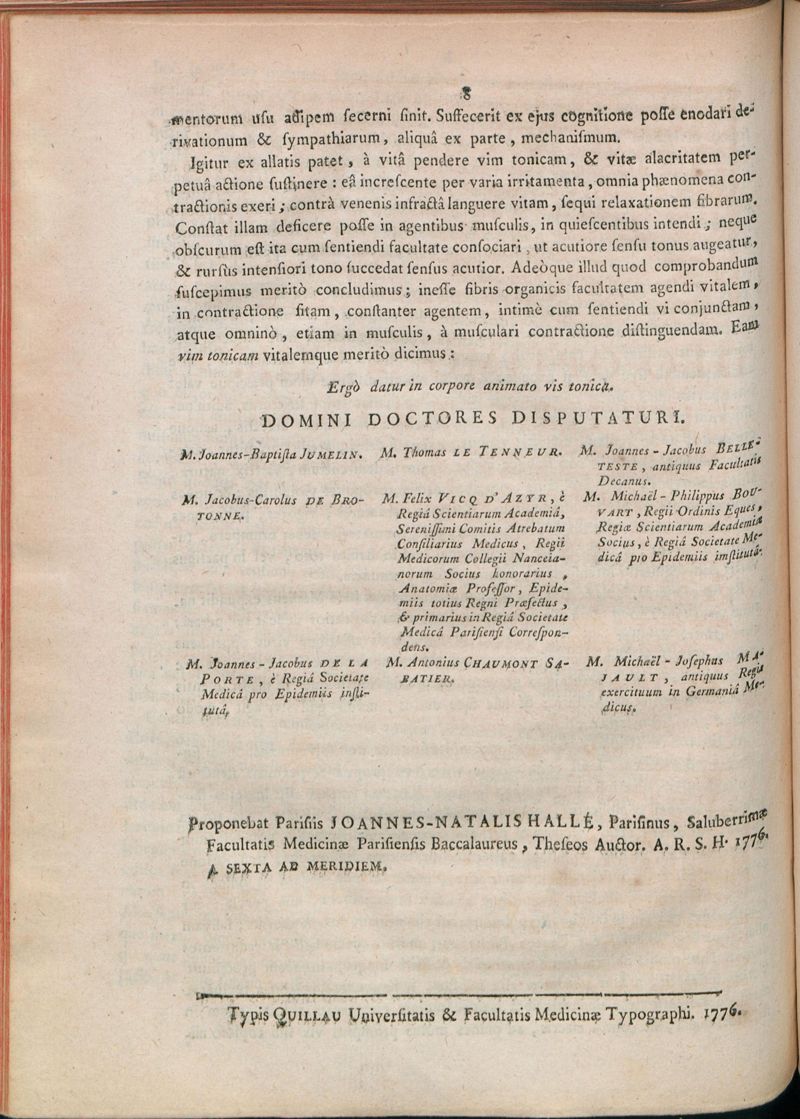 8
mentorum usu adipem secerni sinit. Suffecerit ex ejus cognitione posse enodari de-
rivationum & sympathiarum, aliquâ ex parte, mechanismum.
Igitur ex allatis patet, à vitâ pendere vim tonicam, & vitæ alacritatem per-
petuâ actione sustinere : eâ increscente per varia irritamenta, omnia phænomena con-
tractionis exeri ; contrà venenis infractâ languere vitam, sequi relaxationem fibrarum.
Constat illam deficere posse in agentibus musculis, in quiescentibus intendi ; neque
obscurum est ita cum sentiendi facultate consociari, ut acutiore sensu tonus augeatur,
& rursùs intensiori tono succedat sensus acutior. Adeòque illud quod comprobandum
suscepimus meritò concludimus ; inesse fibris organicis facultatem agendi vitalem,
in contractione sitam, constanter agentem, intimè cum sentiendi vi conjunctam,
atque omninò, etiam in musculis, à musculari contractione distinguendam. Eam
vim tonicam vitalemque meritò dicimus :
Ergò datur in corpore animato vis tonica.
DOMINI DOCTORES DISPUTATURI.
M. Joannes-Baptista JUMELIN.
M. Thomas LE TENNEUR.
M. Joannes-Jacobus BELLE-
TESTE, antiquus Facultatis
Decanus.
M. Jacobus-Carolus DE BRO-
TONNE.
M. Felix VICQ D'AZYR, è
Regiâ Scientiarum Academiâ,
Serenissimi Comitis Atrebatum
Consiliarius Medicus, Regii
Medicorum Collegii Nanceia-
norum Socius honorarius,
Anatomiæ Professor, Epide-
miis totius Regni Præfectus,
& primarius in Regiâ Societate
Medicâ Parisiensi Correspon-
dens.
M. Michaël-Philippus BOU-
VART, Regii Ordinis Eques,
Regiæ Scientiarum Academiæ
Socius, è Regiâ Societate Me-
dicâ pro Epidemiis institutâ.
M. Joannes-Jacobus DE LA
PORTE, è Regiâ Societate
Medicâ pro Epidemiis insti-
tutâ,
M. Antonius CHAUMONT SA-
BATIER.
M. Michaël-Josephus MA-
JAULT, antiquus Regii
exercituum in Germaniâ Me-
dicus.
Proponebat Parisiis JOANNES-NATALIS HALLÉ, Parisinus, Saluberrimæ
Facultatis Medicinæ Parisiensis Baccalaureus, Theseos Auctor. A. R. S. H. 1776.
A SEXTA AD MERIDIEM.
Typis QUILLAU Universitatis & Facultatis Medicinæ Typographi. 1776.